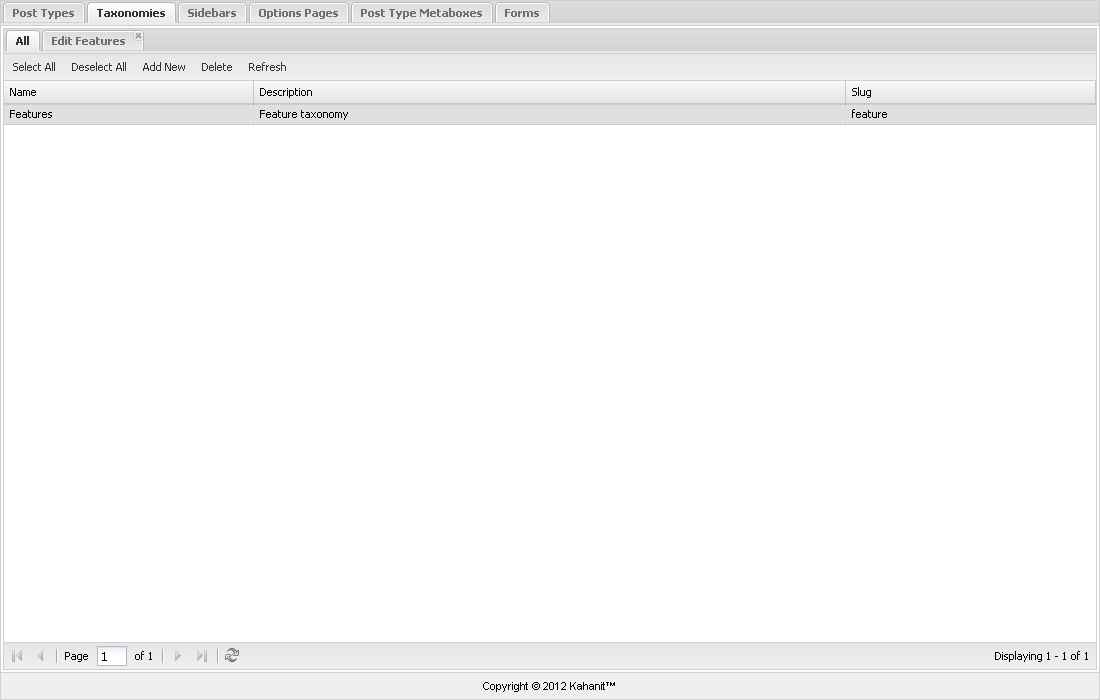 Post Types Taxonomies Sidebars Options Pages Post Type Metaboxes Forms
All Edit Features
Select All Deselect All Add New Delete Refresh
Name Description Slug
Features Feature taxonomy feature
Page 1 of 1 Displaying 1 - 1 of 1
Copyright © 2012 Kahanit™